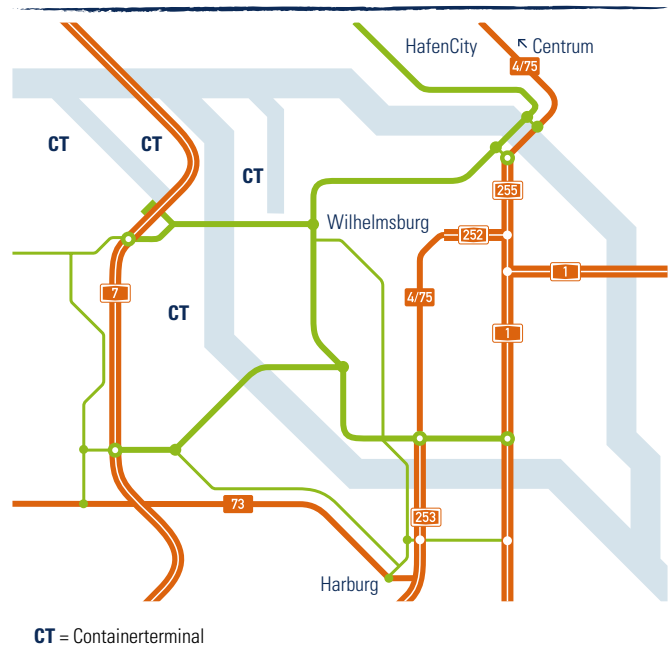 HafenCity
↖ Centrum
4/75
CT
CT
CT
255
Wilhelmsburg
252
1
7
4/75
CT
1
73
253
Harburg
CT = Containerterminal